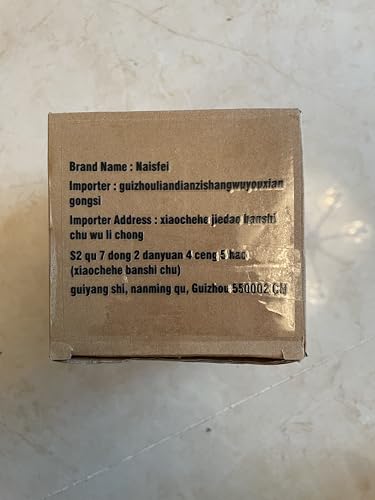 Brand Name : Naisfei
Importer : guizhouliandianzishangwuyouxian
gongsi
Importer Address : xiaochehe jiedao banshi
chu wu li chong
S2 qu 7 dong 2 danyuan 4 ceng 5 hao
(xiaochehe banshi chu)
guiyang shi, nanming qu, Guizhou 550002 CN